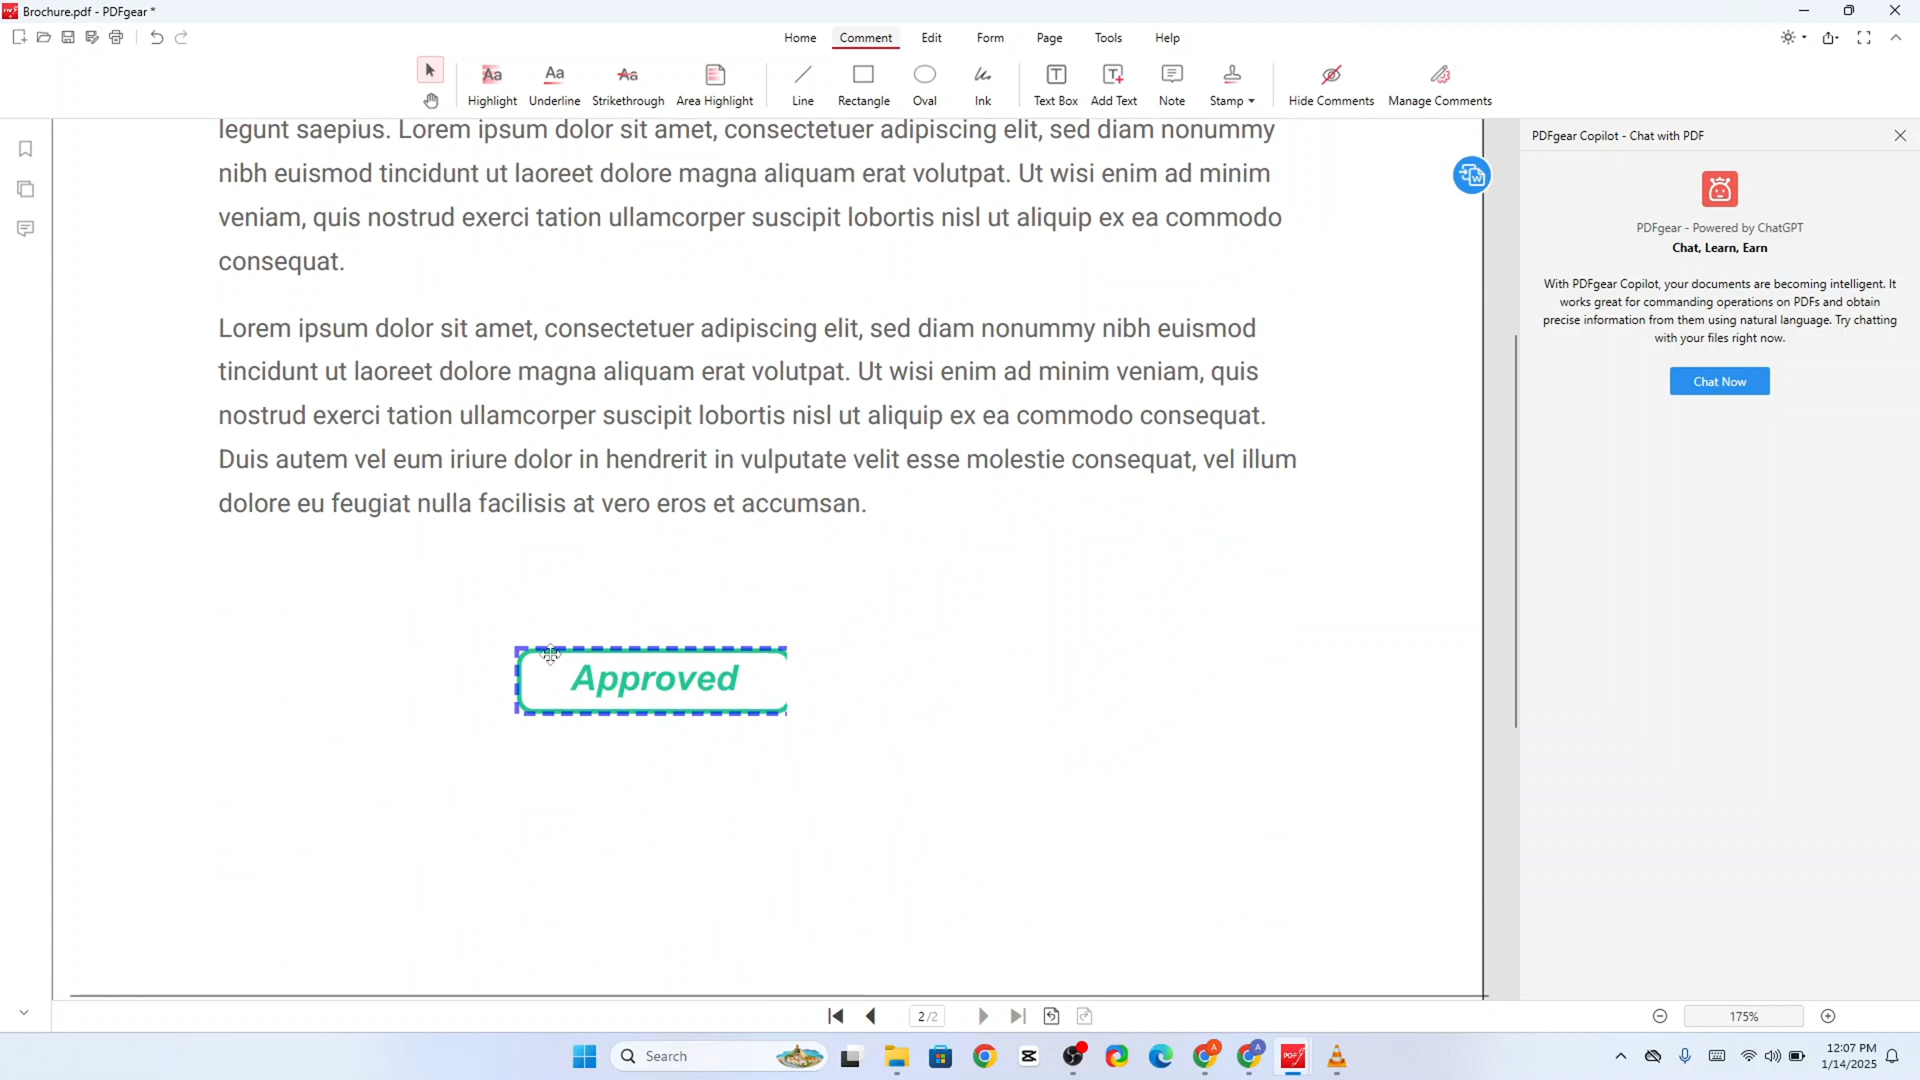 Brochure.pdf - PDFgear *
Home
Comment
Edit
Form
Page
Tools
Help
Highlight
Underline
Strikethrough
Area Highlight
Line
Rectangle
Oval
Ink
Text Box
Add Text
Note
Stamp
Hide Comments
Manage Comments
legunt saepius. Lorem ipsum dolor sit amet, consectetuer adipiscing elit, sed diam nonummy
nibh euismod tincidunt ut laoreet dolore magna aliquam erat volutpat. Ut wisi enim ad minim
veniam, quis nostrud exerci tation ullamcorper suscipit lobortis nisl ut aliquip ex ea commodo
consequat.
Lorem ipsum dolor sit amet, consectetuer adipiscing elit, sed diam nonummy nibh euismod
tincidunt ut laoreet dolore magna aliquam erat volutpat. Ut wisi enim ad minim veniam, quis
nostrud exerci tation ullamcorper suscipit lobortis nisl ut aliquip ex ea commodo consequat.
Duis autem vel eum iriure dolor in hendrerit in vulputate velit esse molestie consequat, vel illum
dolore eu feugiat nulla facilisis at vero eros et accumsan.
Approved
PDFgear Copilot - Chat with PDF
PDFgear - Powered by ChatGPT
Chat, Learn, Earn
With PDFgear Copilot, your documents are becoming intelligent. It
works great for commanding operations on PDFs and obtain
precise information from them using natural language. Try chatting
with your files right now.
Chat Now
2/2
175%
Search
12:07 PM
1/14/2025